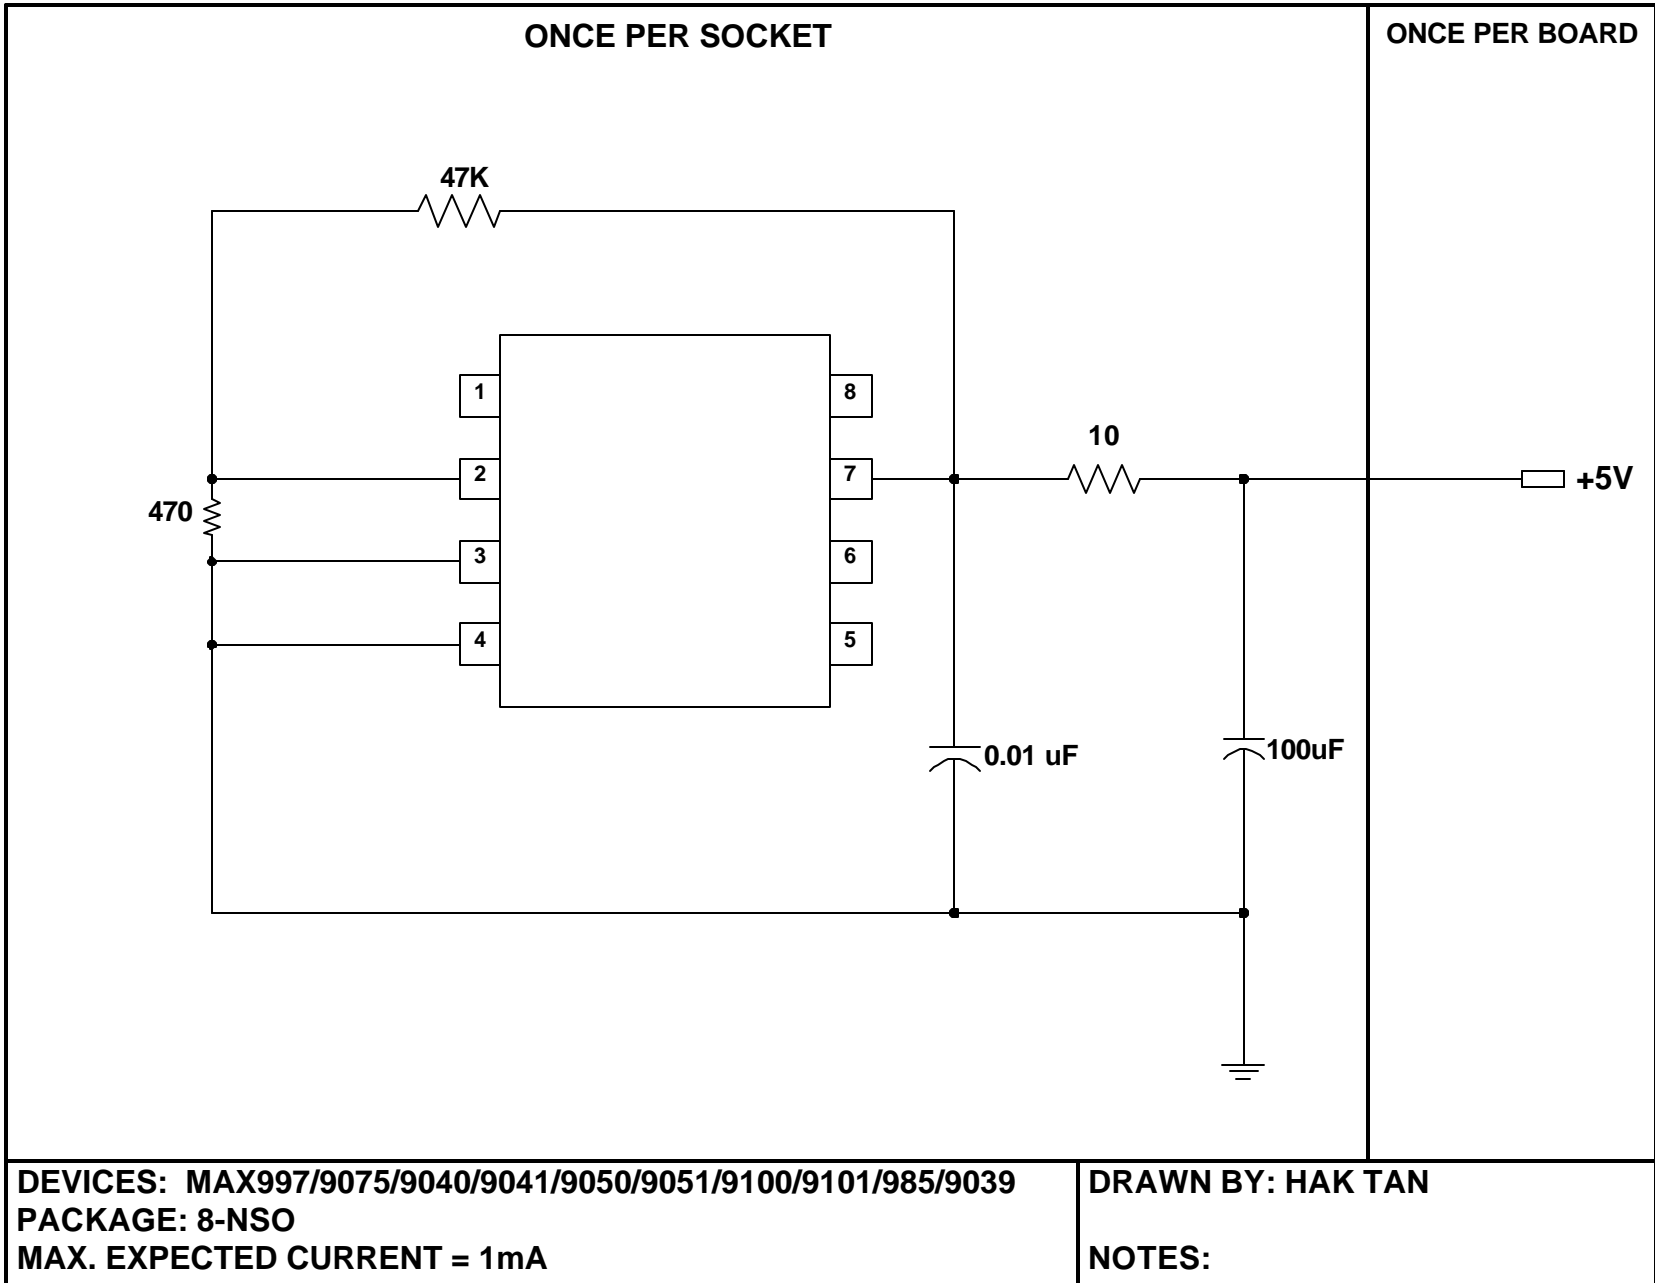 ONCE PER SOCKET
ONCE PER BOARD
47K
1
8
10
2
7
+5V
470
3
6
4
5
0.01 uF
100uF
DEVICES:  MAX997/9075/9040/9041/9050/9051/9100/9101/985/9039
PACKAGE: 8-NSO
MAX. EXPECTED CURRENT = 1mA
DRAWN BY: HAK TAN
NOTES: